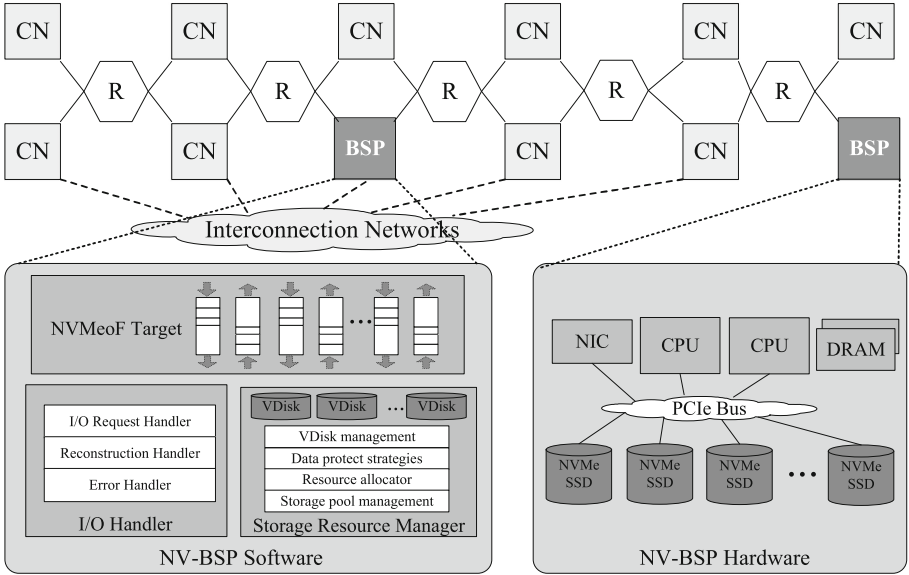 CN CN CN CN CN CN
R R R R R
CN CN BSP CN CN BSP
Interconnection Networks
NVMeoF Target
...
I/O Request Handler
Reconstruction Handler
Error Handler
I/O Handler
VDisk VDisk ... VDisk
VDisk management
Data protect strategies
Resource allocator
Storage pool management
Storage Resource Manager
NV-BSP Software
NIC CPU CPU DRAM
PCIe Bus
NVMe NVMe NVMe ... NVMe
SSD SSD SSD SSD
NV-BSP Hardware